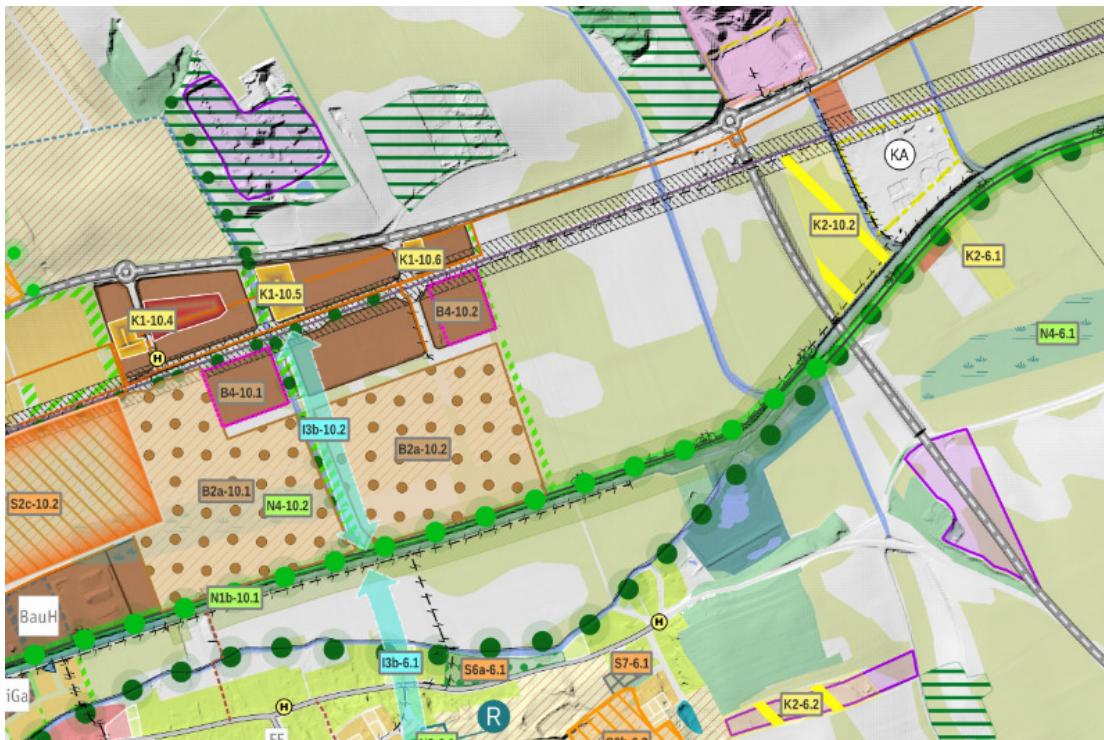 KA
K2-10.2
K2-6.1
K1-10.6
K1-10.5
K1-10.4
B4-10.2
H
N4-6.1
B4-10.1
I3b-10.2
B2a-10.2
B2a-10.1
S2c-10.2
N4-10.2
N1b-10.1
BauH
H
I3b-6.1
S6a-6.1
S7-6.1
iGa
K2-6.2
H
R